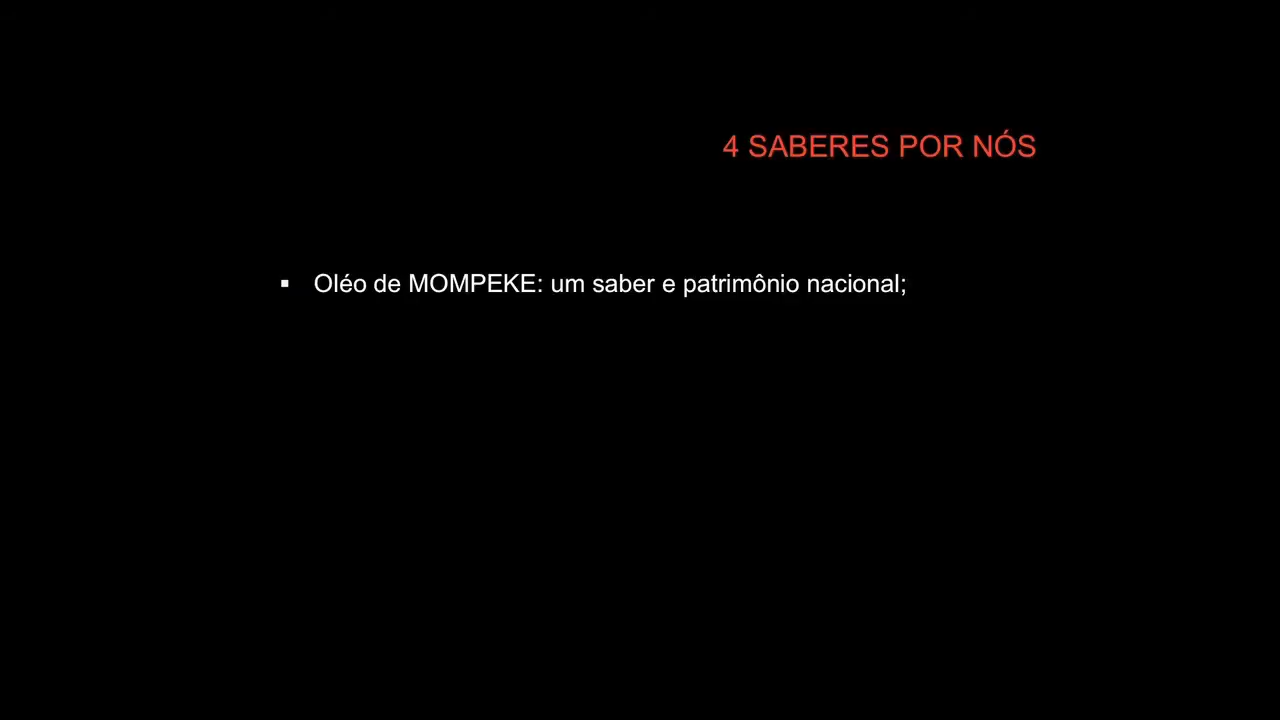 4 SABERES POR NÓS
▪ Oléo de MOMPEKE: um saber e patrimônio nacional;